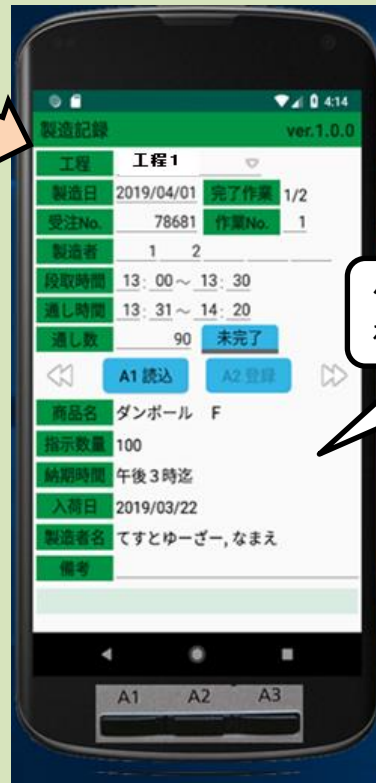 4:14
製造記録 ver.1.0.0
工程 工程1
製造日 2019/04/01 完了作業 1/2
受注No. 78681 作業No. 1
製造者 1 2
段取時間 13: 00～ 13: 30
通し時間 13: 31～ 14: 20
通し数 90 未完了
A1 読込 A2 登録
商品名 ダンボール F
指示数量 100
納期時間 午後3時迄
入荷日 2019/03/22
製造者名 てすとゆーざー, なまえ
備考
A1 A2 A3